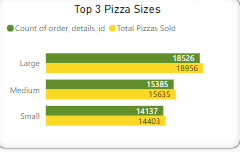 Top 3 Pizza Sizes
Count of order_details_id Total Pizzas Sold
Large 18526
18956
Medium 15385
15635
Small 14137
14403